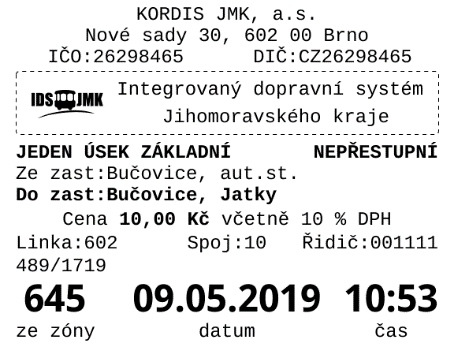 KORDIS JMK, a.s.
Nové sady 30, 602 00 Brno
IČO:26298465 DIČ:CZ26298465
IDS JMK
Integrovaný dopravní systém
Jihomoravského kraje
JEDEN ÚSEK ZÁKLADNÍ NEPŘESTUPNÍ
Ze zast:Bučovice, aut.st.
Do zast:Bučovice, Jatky
Cena 10,00 Kč včetně 10 % DPH
Linka:602 Spoj:10 Řidič:001111
489/1719
645 09.05.2019 10:53
ze zóny datum čas